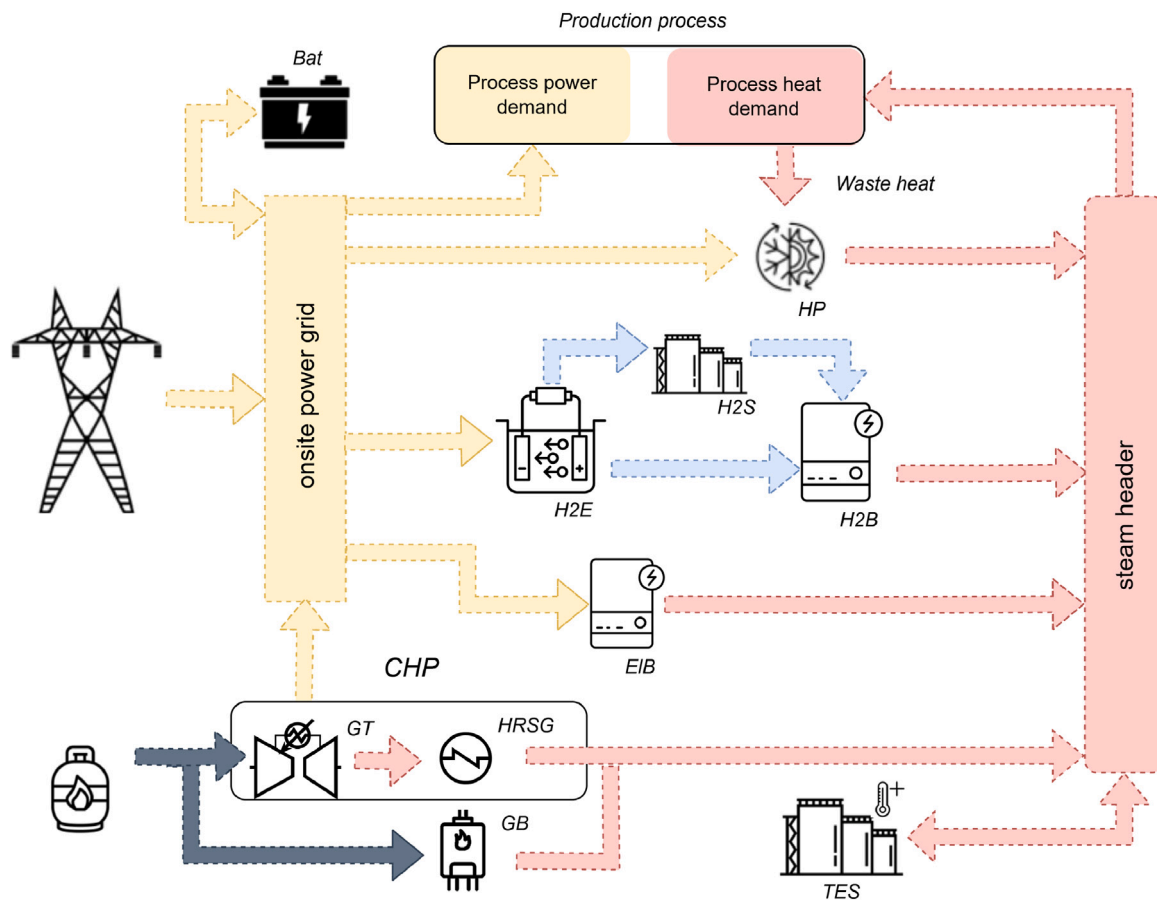 Production process
Bat
Process power
demand
Process heat
demand
Waste heat
HP
onsite power grid
H2S
H2E
H2B
steam header
ElB
CHP
GT
HRSG
GB
TES